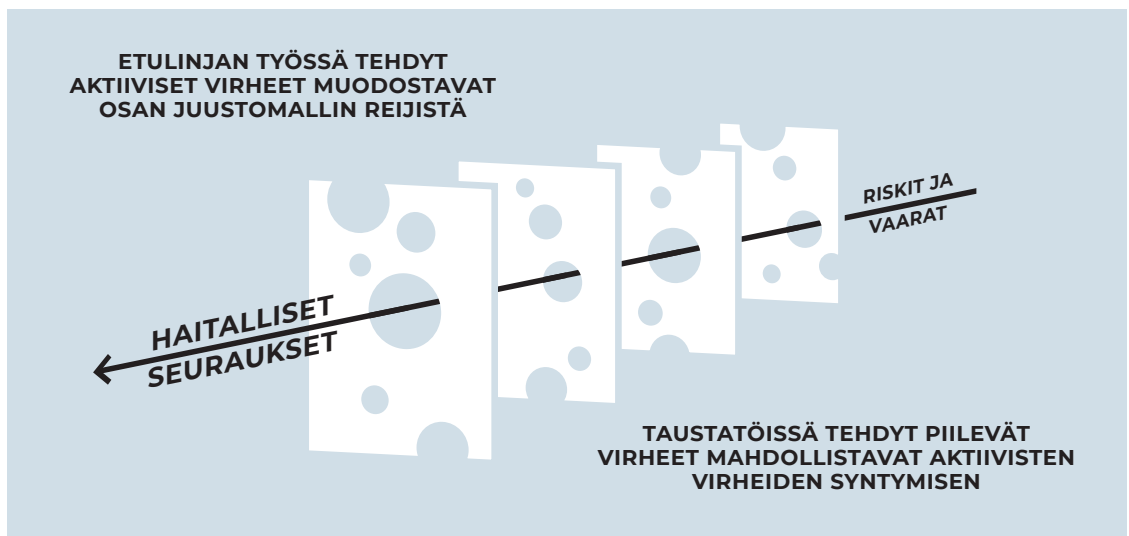 ETULINJAN TYÖSSÄ TEHDYT
AKTIIVISET VIRHEET MUODOSTAVAT
OSAN JUUSTOMALLIN REIJISTÄ
RISKIT JA
VAARAT
HAITALLISET
SEURAUKSET
TAUSTATÖISSÄ TEHDYT PIILEVÄT
VIRHEET MAHDOLLISTAVAT AKTIIVISTEN
VIRHEIDEN SYNTYMISEN